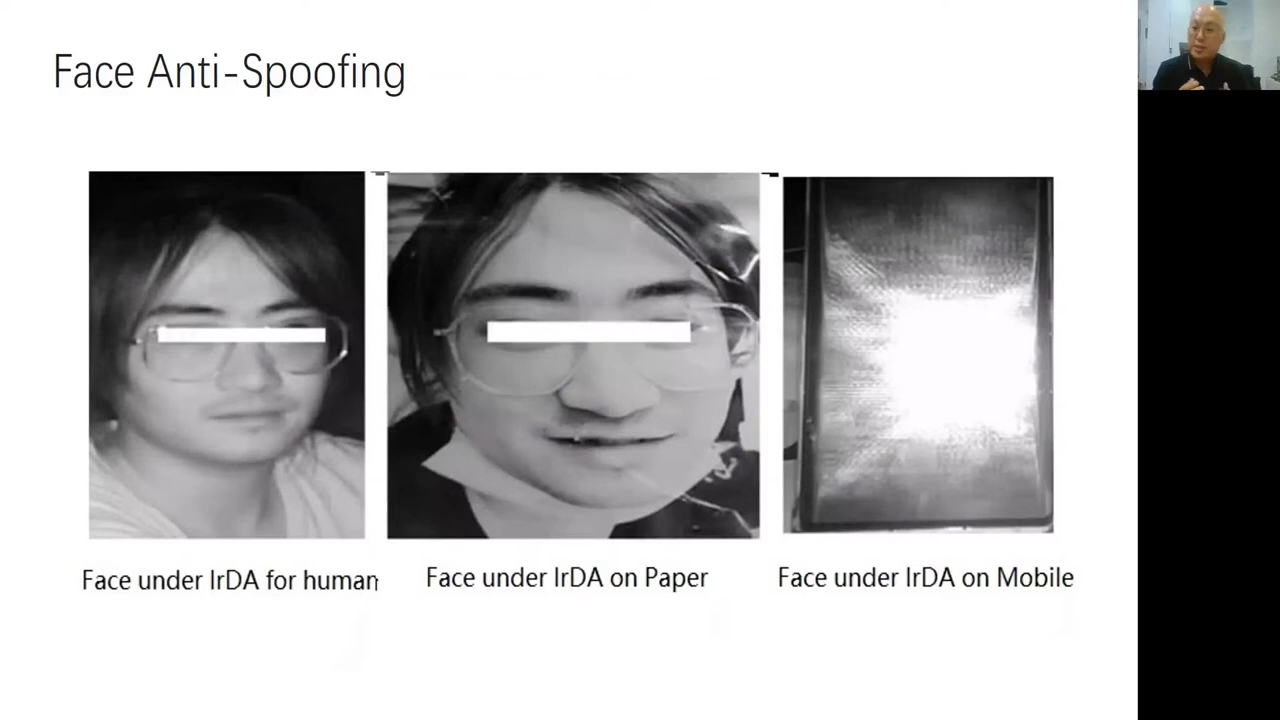 Face Anti-Spoofing
Face under IrDA for human
Face under IrDA on Paper
Face under IrDA on Mobile